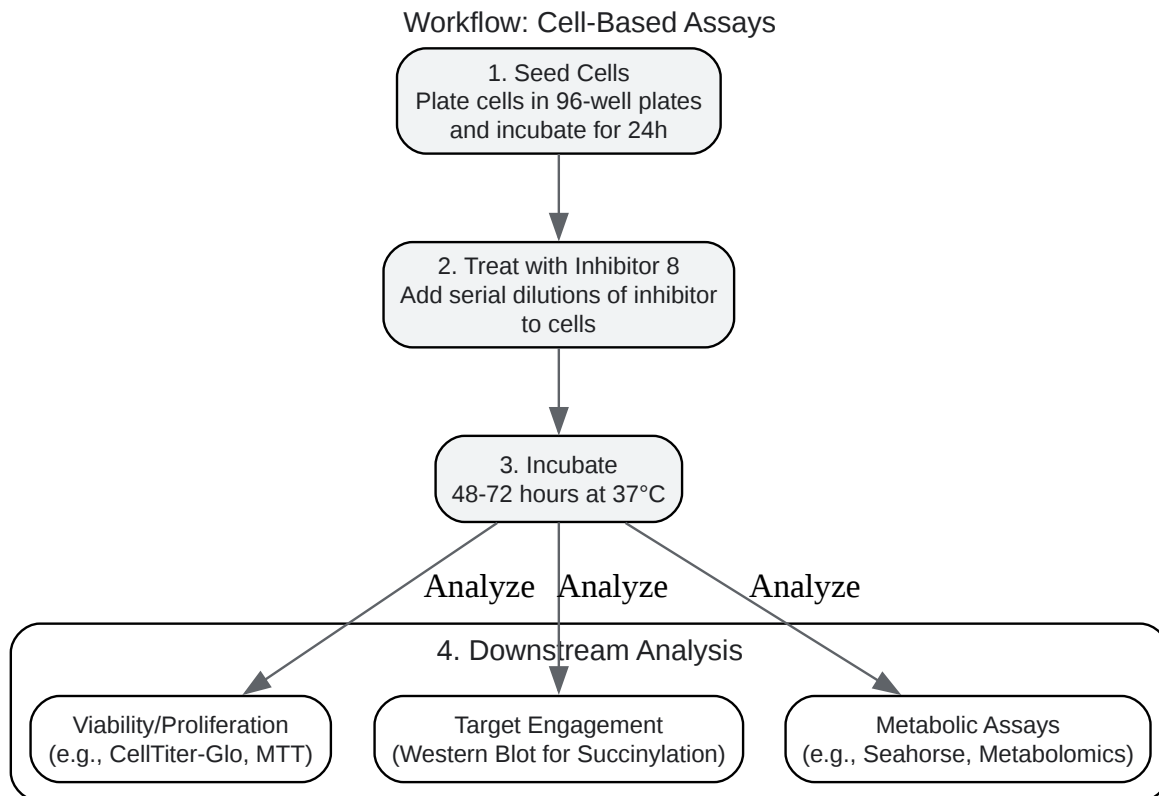 Workflow: Cell-Based Assays
1. Seed Cells
Plate cells in 96-well plates
and incubate for 24h
2. Treat with Inhibitor 8
Add serial dilutions of inhibitor
to cells
3. Incubate
48-72 hours at 37°C
Analyze Analyze Analyze
4. Downstream Analysis
Viability/Proliferation
(e.g., CellTiter-Glo, MTT)
Target Engagement
(Western Blot for Succinylation)
Metabolic Assays
(e.g., Seahorse, Metabolomics)